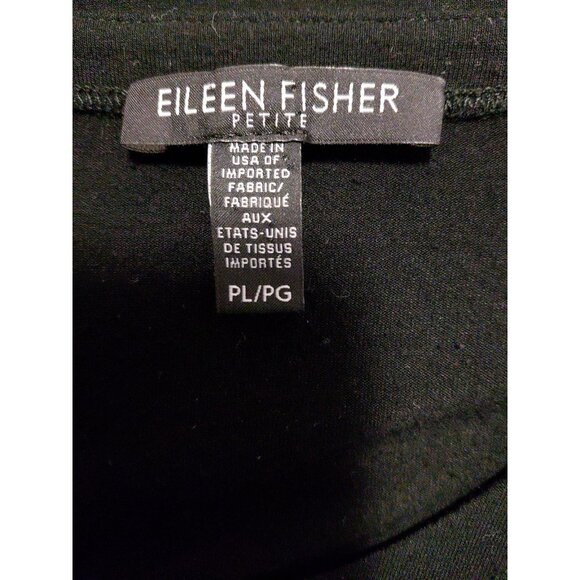 EILEEN FISHER
PETITE
MADE IN
USA OF
IMPORTED
FABRIC/
FABRIQUÉ
AUX
ETATS-UNIS
DE TISSUS
IMPORTÉS
PL/PG